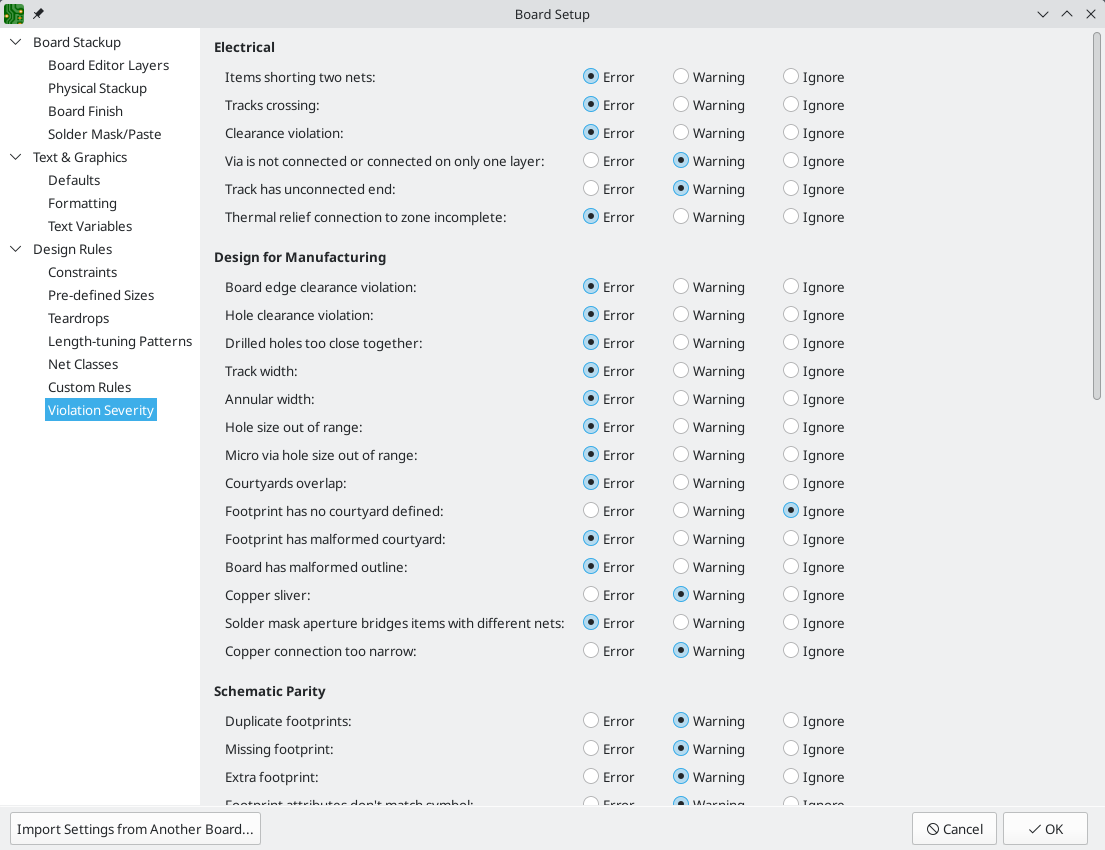 Board Setup
Board Stackup
Board Editor Layers
Physical Stackup
Board Finish
Solder Mask/Paste
Text & Graphics
Defaults
Formatting
Text Variables
Design Rules
Constraints
Pre-defined Sizes
Teardrops
Length-tuning Patterns
Net Classes
Custom Rules
Violation Severity
Electrical
Items shorting two nets: Error Warning Ignore
Tracks crossing: Error Warning Ignore
Clearance violation: Error Warning Ignore
Via is not connected or connected on only one layer: Error Warning Ignore
Track has unconnected end: Error Warning Ignore
Thermal relief connection to zone incomplete: Error Warning Ignore
Design for Manufacturing
Board edge clearance violation: Error Warning Ignore
Hole clearance violation: Error Warning Ignore
Drilled holes too close together: Error Warning Ignore
Track width: Error Warning Ignore
Annular width: Error Warning Ignore
Hole size out of range: Error Warning Ignore
Micro via hole size out of range: Error Warning Ignore
Courtyards overlap: Error Warning Ignore
Footprint has no courtyard defined: Error Warning Ignore
Footprint has malformed courtyard: Error Warning Ignore
Board has malformed outline: Error Warning Ignore
Copper sliver: Error Warning Ignore
Solder mask aperture bridges items with different nets: Error Warning Ignore
Copper connection too narrow: Error Warning Ignore
Schematic Parity
Duplicate footprints: Error Warning Ignore
Missing footprint: Error Warning Ignore
Extra footprint: Error Warning Ignore
Footprint attributes don't match symbol: Error Warning Ignore
Import Settings from Another Board...
Cancel
OK